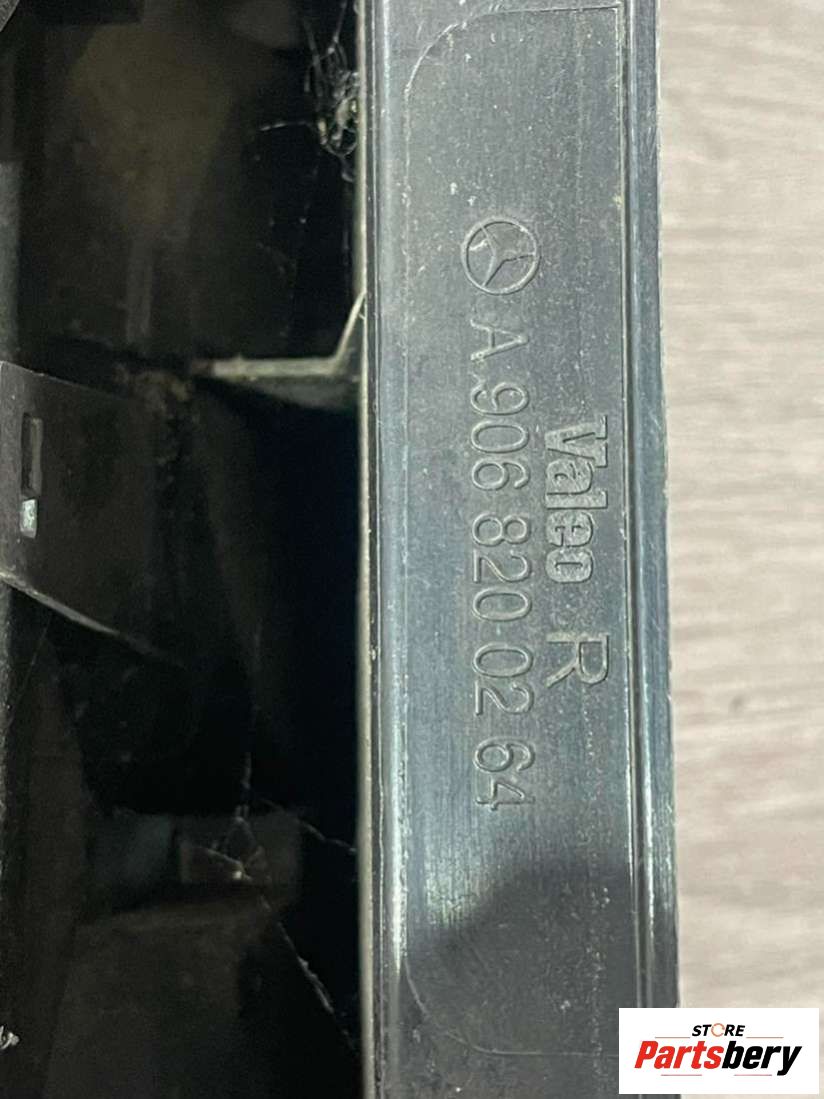 Valeo R
A 906 820 02 64
STORE
Partsbery